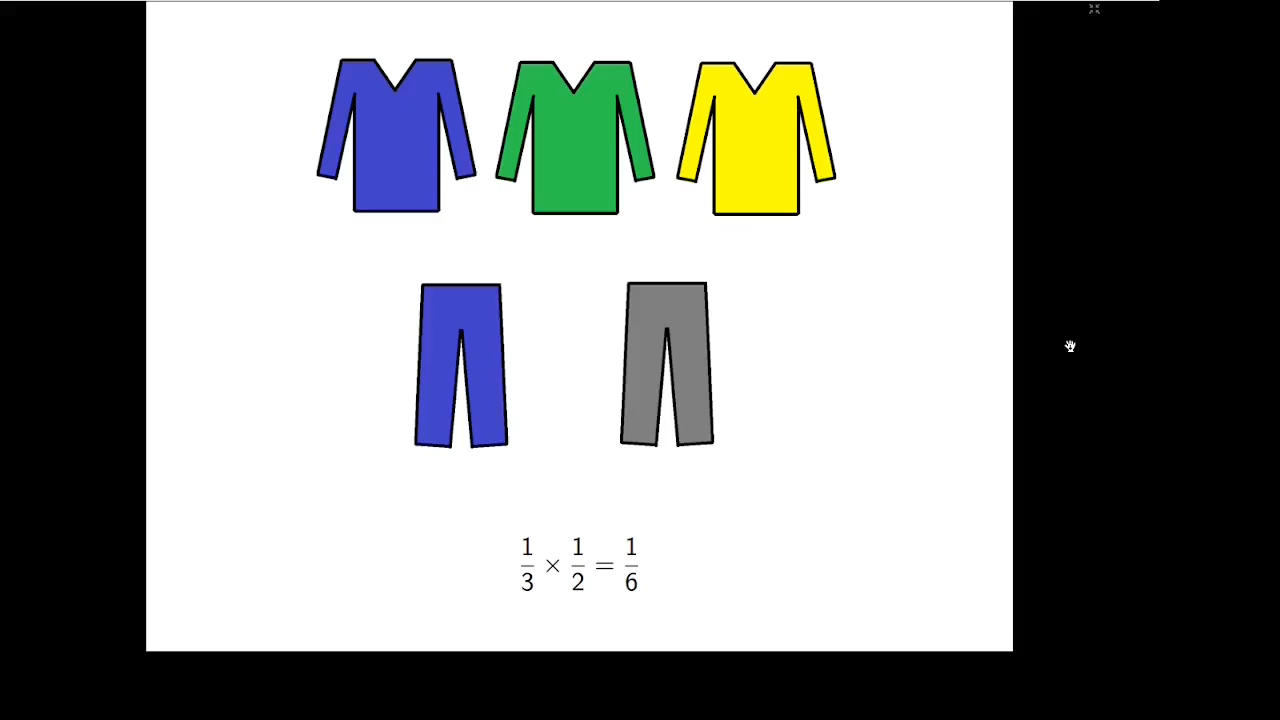 1/3 × 1/2 = 1/6